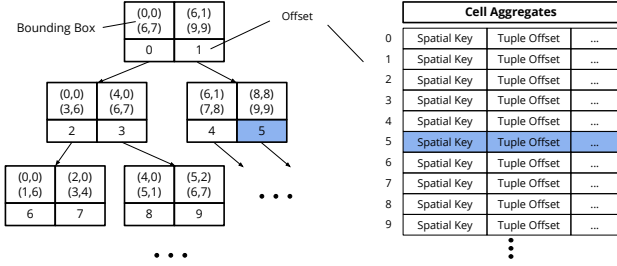 (0,0) (6,1)
(6,7) (9,9)
0 1
Bounding Box
Offset
(0,0) (4,0)
(3,6) (6,7)
2 3
(6,1) (8,8)
(7,8) (9,9)
4 5
(0,0) (2,0)
(1,6) (3,4)
6 7
(4,0) (5,2)
(5,1) (6,7)
8 9
• • •
• • •
Cell Aggregates
0 Spatial Key Tuple Offset ...
1 Spatial Key Tuple Offset ...
2 Spatial Key Tuple Offset ...
3 Spatial Key Tuple Offset ...
4 Spatial Key Tuple Offset ...
5 Spatial Key Tuple Offset ...
6 Spatial Key Tuple Offset ...
7 Spatial Key Tuple Offset ...
8 Spatial Key Tuple Offset ...
9 Spatial Key Tuple Offset ...